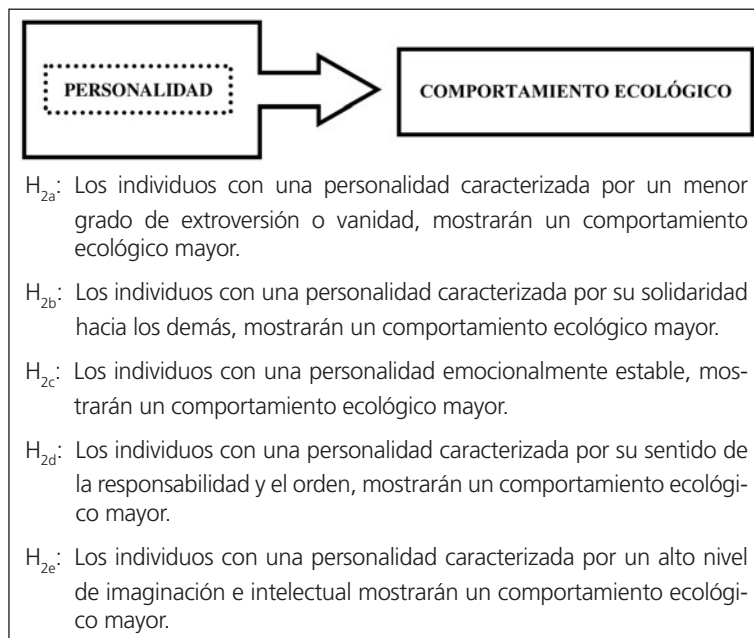 PERSONALIDAD
COMPORTAMIENTO ECOLÓGICO
H2a: Los individuos con una personalidad caracterizada por un menor
grado de extroversión o vanidad, mostrarán un comportamiento
ecológico mayor.
H2b: Los individuos con una personalidad caracterizada por su solidaridad
hacia los demás, mostrarán un comportamiento ecológico mayor.
H2c: Los individuos con una personalidad emocionalmente estable, mos-
trarán un comportamiento ecológico mayor.
H2d: Los individuos con una personalidad caracterizada por su sentido de
la responsabilidad y el orden, mostrarán un comportamiento ecológi-
co mayor.
H2e: Los individuos con una personalidad caracterizada por un alto nivel
de imaginación e intelectual mostrarán un comportamiento ecológi-
co mayor.